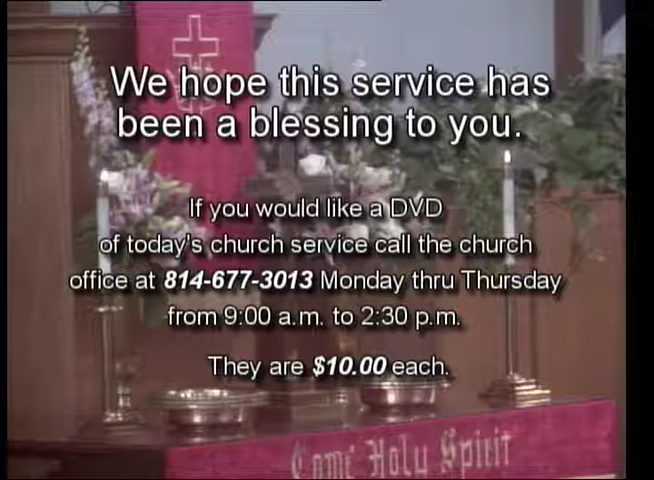 We hope this service has
been a blessing to you.
If you would like a DVD
of today's church service call the church
office at 814-677-3013 Monday thru Thursday
from 9:00 a.m. to 2:30 p.m.
They are $10.00 each.
Come Holy Spirit